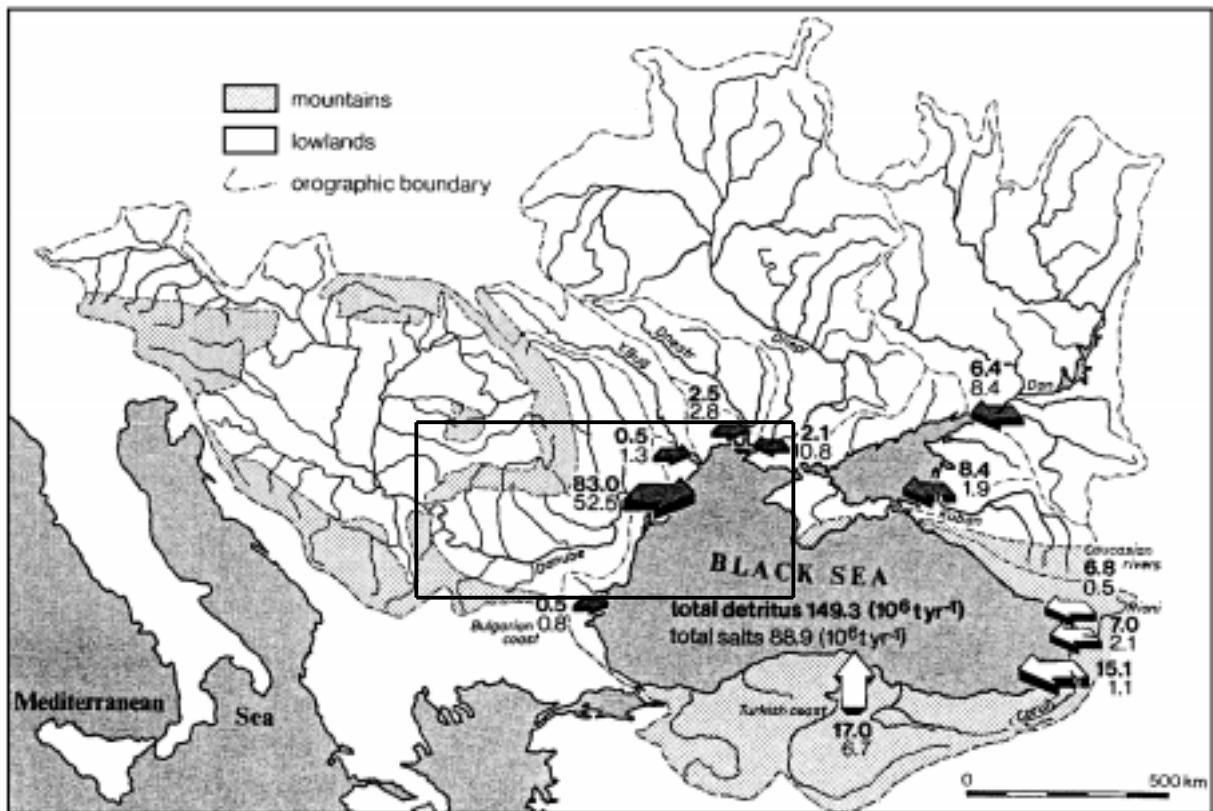 mountains
lowlands
orographic boundary
Dnestr
Dnepr
6.4
8.4
Don
2.5
2.8
0.5
1.3
2.1
0.8
83.0
52.5
8.4
1.9
Kuban
Danube
Caucasian
rivers
6.8
0.5
BLACK SEA
total detritus 149.3 (10⁶ t yr⁻¹)
total salts 88.9 (10⁶ t yr⁻¹)
0.5
0.8
Bulgarian
coast
Rioni
7.0
2.1
15.1
1.1
Mediterranean
Sea
Turkish coast
17.0
6.7
0 500 km